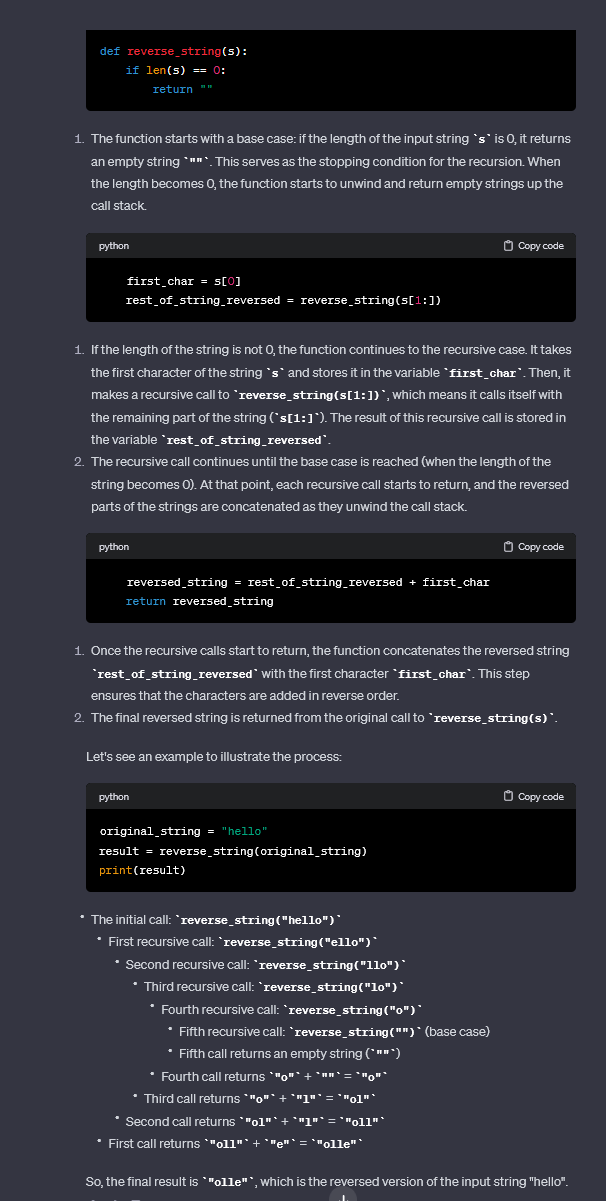 def reverse_string(s):
if len(s) == 0:
return ""
1. The function starts with a base case: if the length of the input string `s` is 0, it returns
an empty string `""`. This serves as the stopping condition for the recursion. When
the length becomes 0, the function starts to unwind and return empty strings up the
call stack.
python Copy code
first_char = s[0]
rest_of_string_reversed = reverse_string(s[1:])
1. If the length of the string is not 0, the function continues to the recursive case. It takes
the first character of the string `s` and stores it in the variable `first_char`. Then, it
makes a recursive call to `reverse_string(s[1:])`, which means it calls itself with
the remaining part of the string (`s[1:]`). The result of this recursive call is stored in
the variable `rest_of_string_reversed`.
2. The recursive call continues until the base case is reached (when the length of the
string becomes 0). At that point, each recursive call starts to return, and the reversed
parts of the strings are concatenated as they unwind the call stack.
python Copy code
reversed_string = rest_of_string_reversed + first_char
return reversed_string
1. Once the recursive calls start to return, the function concatenates the reversed string
`rest_of_string_reversed` with the first character `first_char`. This step
ensures that the characters are added in reverse order.
2. The final reversed string is returned from the original call to `reverse_string(s)`.
Let's see an example to illustrate the process:
python Copy code
original_string = "hello"
result = reverse_string(original_string)
print(result)
• The initial call: `reverse_string("hello")`
• First recursive call: `reverse_string("ello")`
• Second recursive call: `reverse_string("llo")`
• Third recursive call: `reverse_string("lo")`
• Fourth recursive call: `reverse_string("o")`
• Fifth recursive call: `reverse_string("")` (base case)
• Fifth call returns an empty string (`""`)
• Fourth call returns `"o"` + `""` = `"o"`
• Third call returns `"o"` + `"l"` = `"ol"`
• Second call returns `"ol"` + `"l"` = `"oll"`
• First call returns `"oll"` + `"e"` = `"olle"`
So, the final result is `"olle"`, which is the reversed version of the input string "hello".